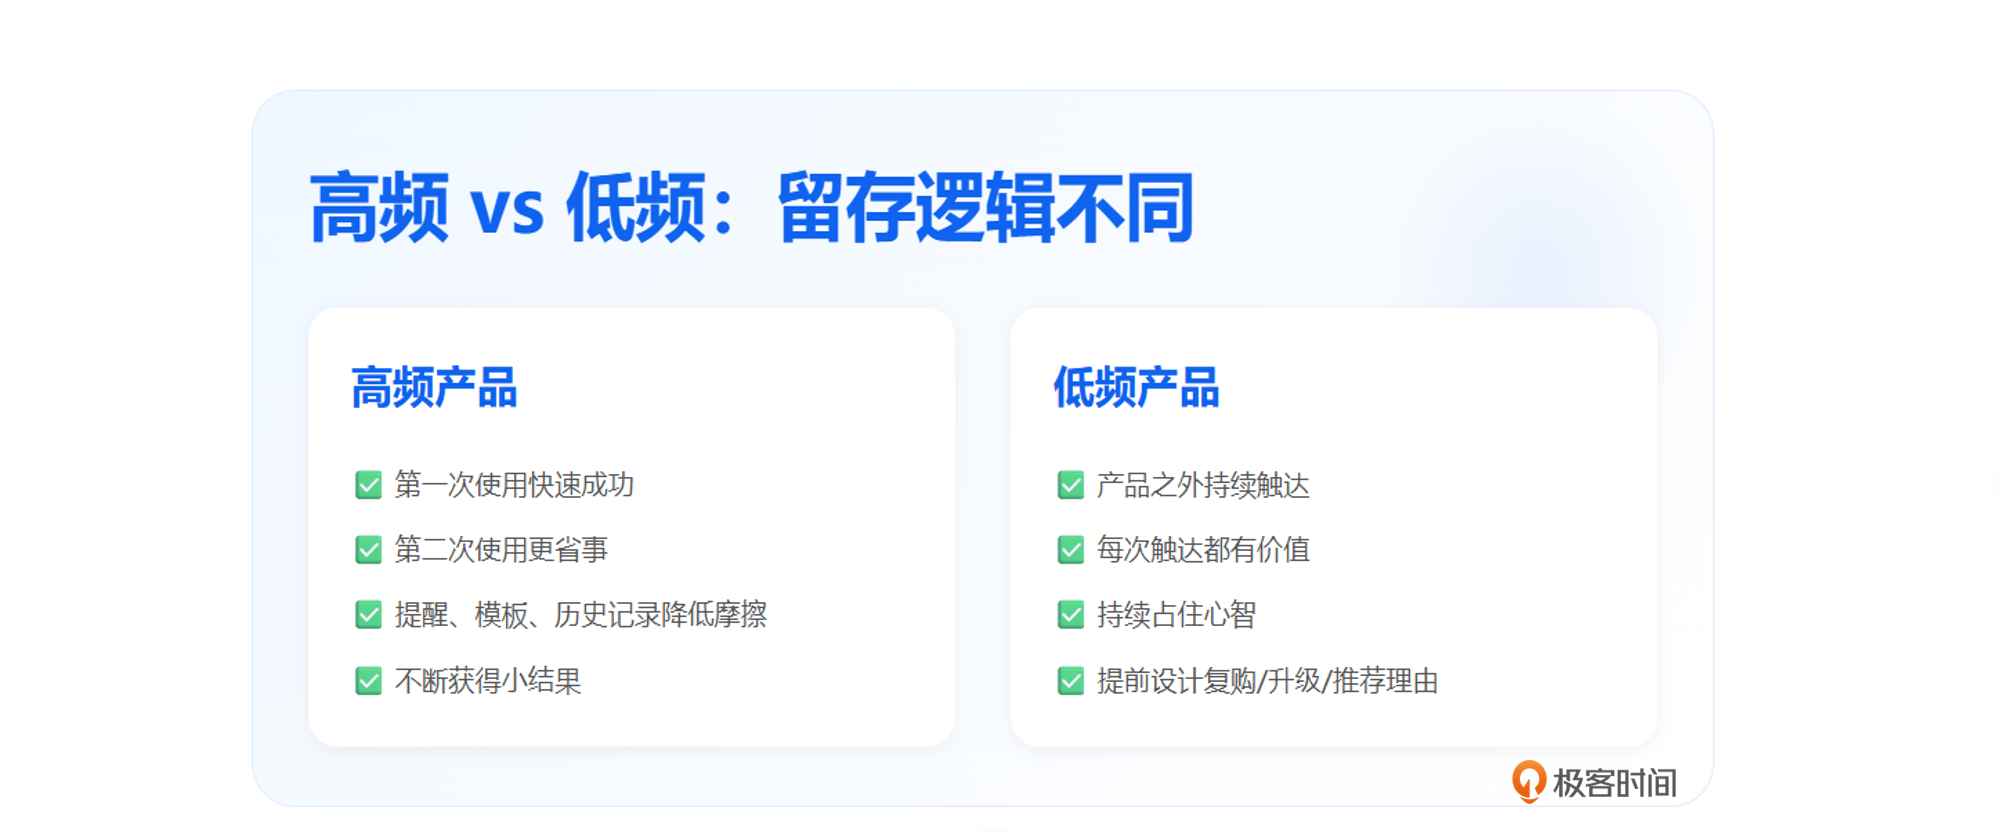 高频 vs 低频：留存逻辑不同
高频产品
✅ 第一次使用快速成功
✅ 第二次使用更省事
✅ 提醒、模板、历史记录降低摩擦
✅ 不断获得小结果
低频产品
✅ 产品之外持续触达
✅ 每次触达都有价值
✅ 持续占住心智
✅ 提前设计复购/升级/推荐理由
极客时间